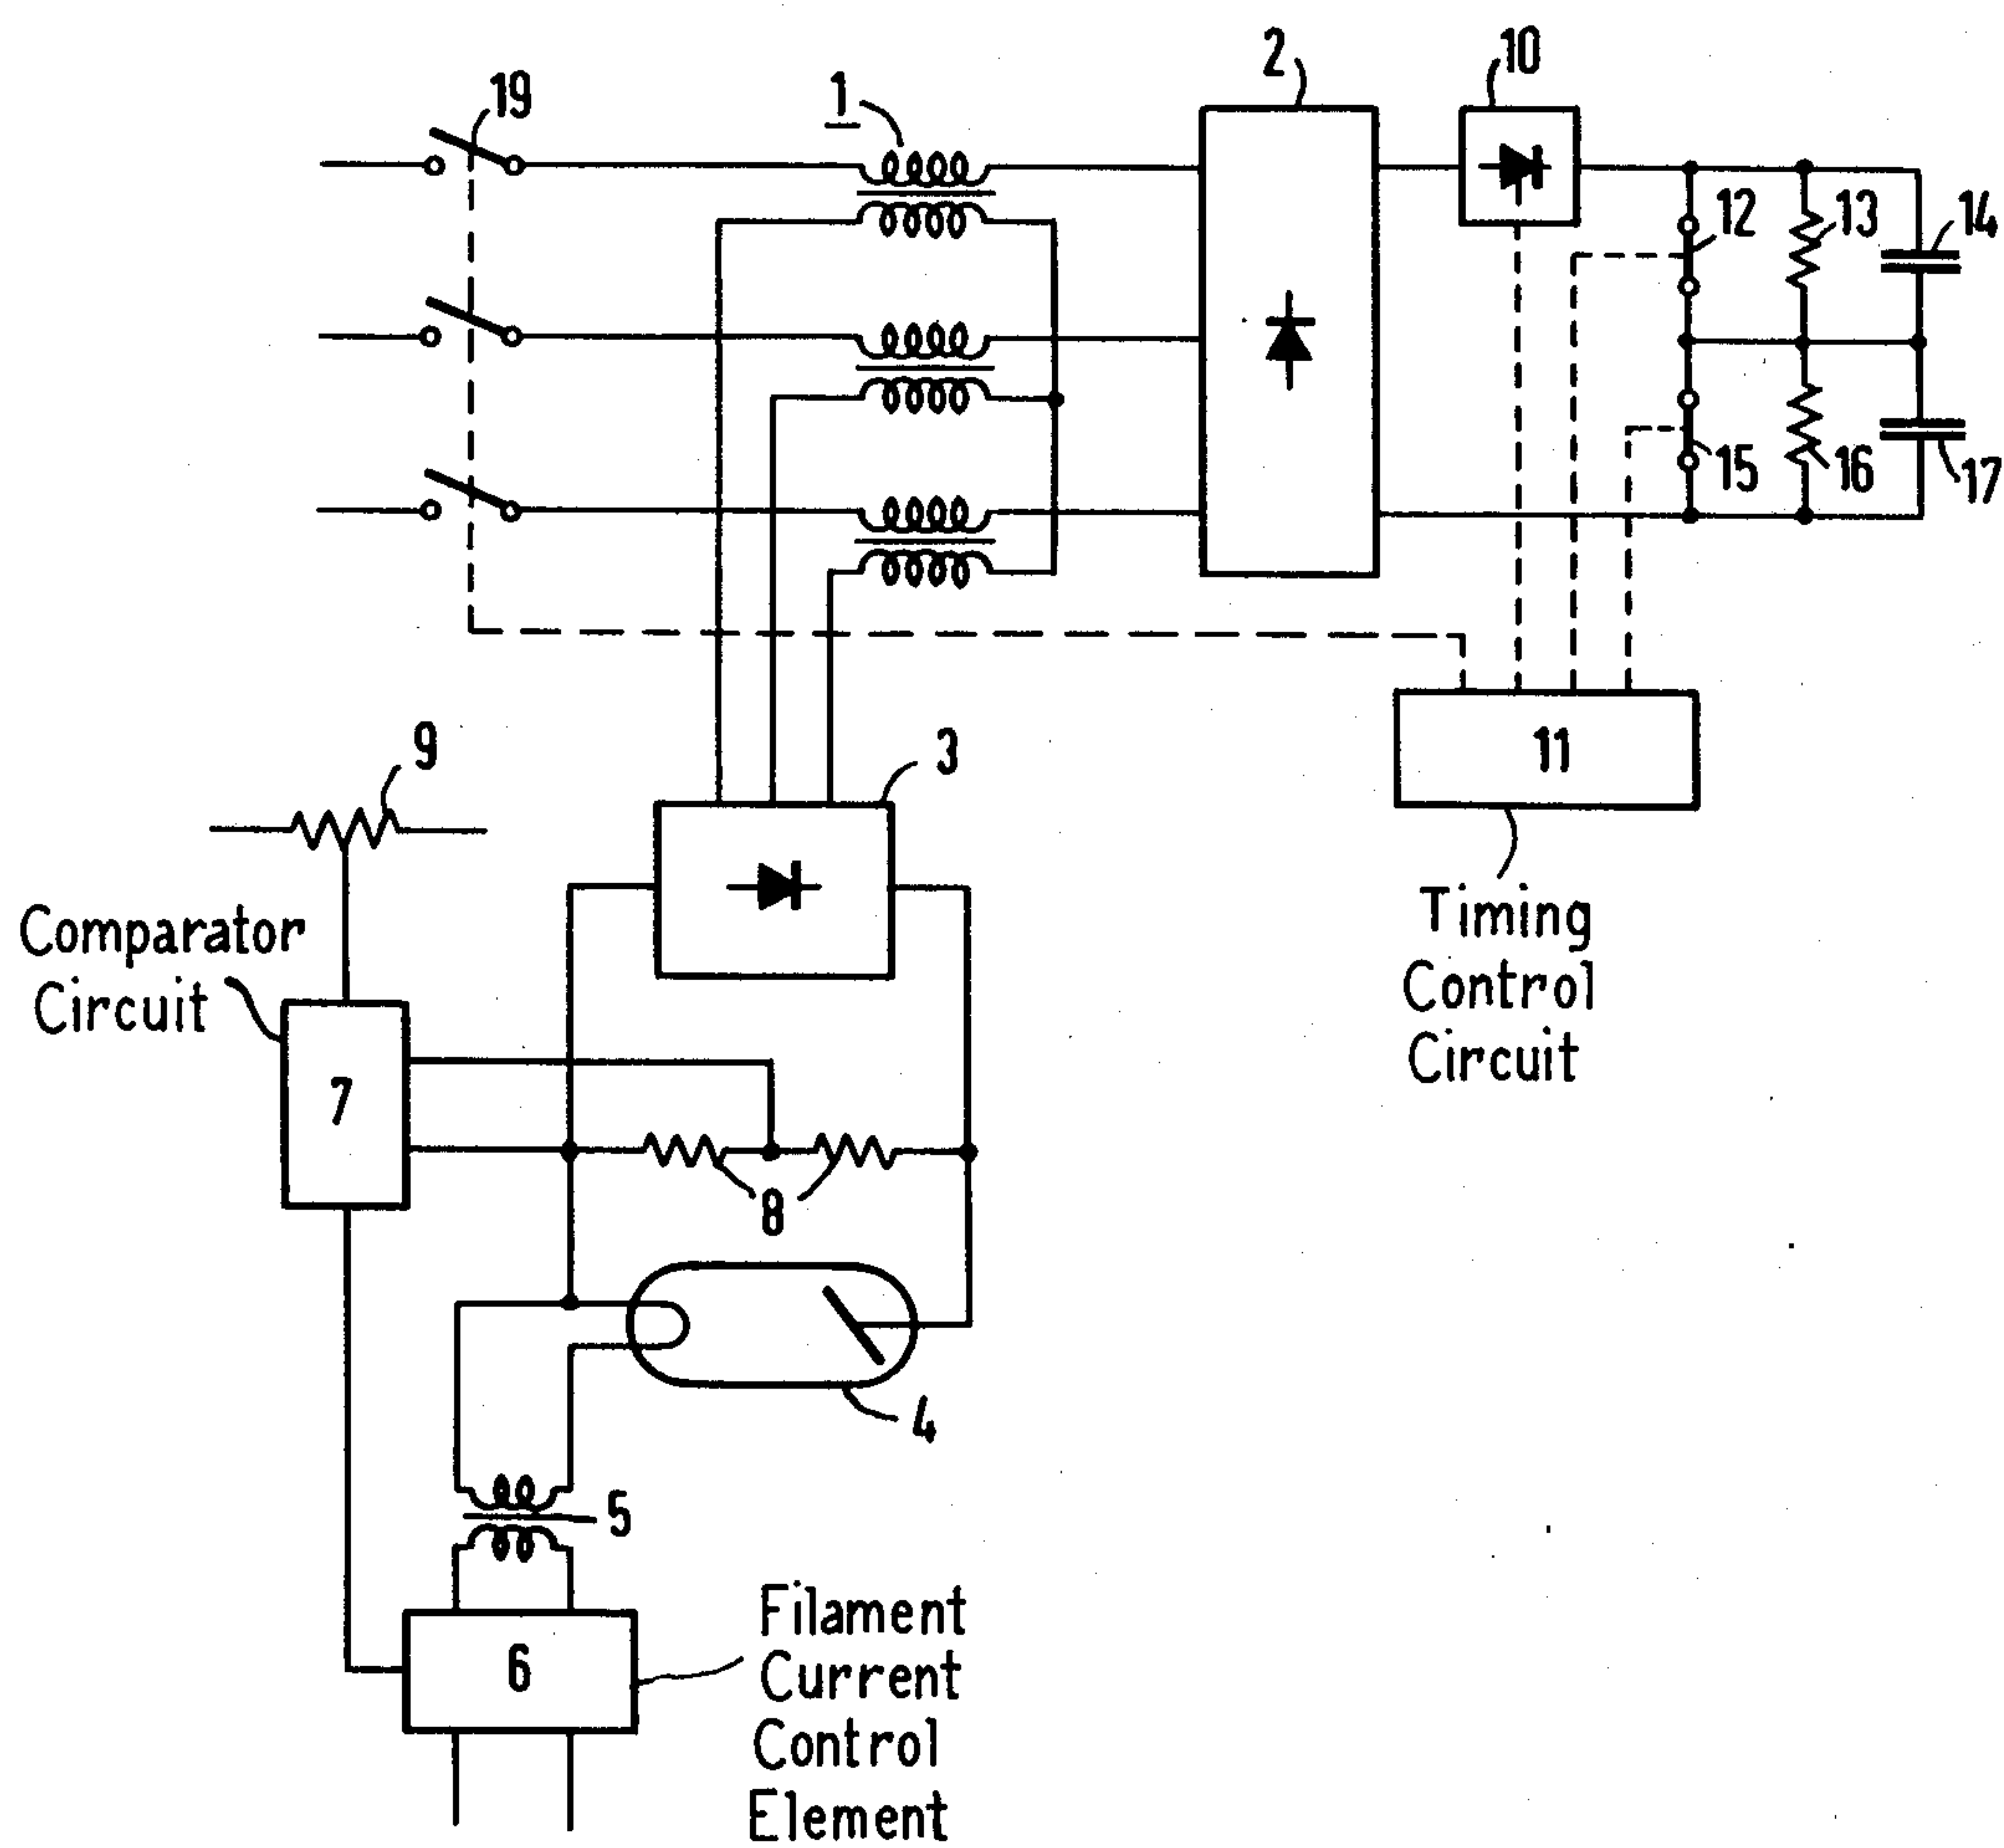 19
1
2
10
12
13
14
15
16
17
11
Timing
Control
Circuit
3
9
Comparator
Circuit
7
8
4
5
6
Filament
Current
Control
Element